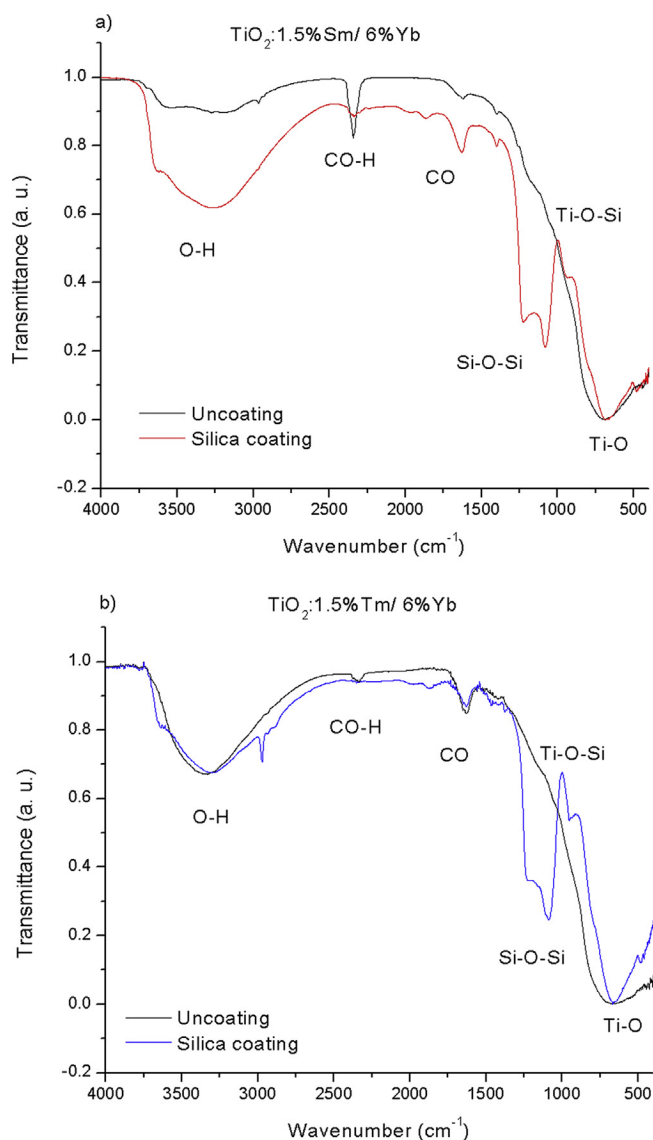 a)
TiO₂:1.5%Sm/ 6%Yb
1.0
0.8
0.6
0.4
0.2
0.0
-0.2
Transmittance (a. u.)
O-H
CO-H
CO
Ti-O-Si
Si-O-Si
Ti-O
Uncoating
Silica coating
4000 3500 3000 2500 2000 1500 1000 500
Wavenumber (cm⁻¹)
b)
TiO₂:1.5%Tm/ 6%Yb
1.0
0.8
0.6
0.4
0.2
0.0
-0.2
Transmittance (a. u.)
O-H
CO-H
CO
Ti-O-Si
Si-O-Si
Ti-O
Uncoating
Silica coating
4000 3500 3000 2500 2000 1500 1000 500
Wavenumber (cm⁻¹)